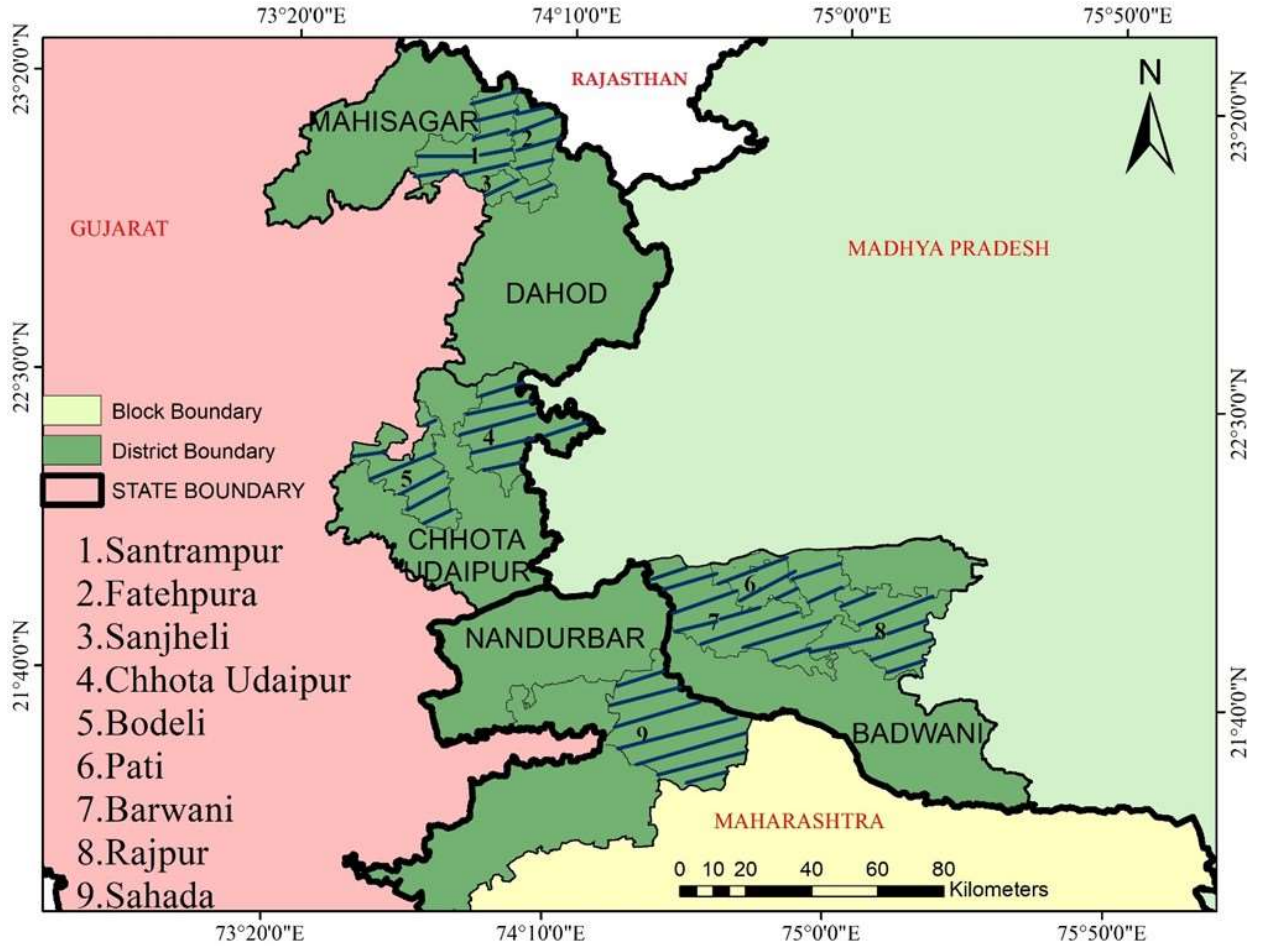 73°20'0"E 74°10'0"E 75°0'0"E 75°50'0"E
23°20'0"N
23°20'0"N
N
RAJASTHAN
MAHISAGAR
1
2
3
GUJARAT
MADHYA PRADESH
DAHOD
22°30'0"N
22°30'0"N
Block Boundary
District Boundary
STATE BOUNDARY
4
5
CHHOTA
UDAIPUR
1.Santrampur
2.Fatehpura
3.Sanjheli
4.Chhota Udaipur
5.Bodeli
6.Pati
7.Barwani
8.Rajpur
9.Sahada
6
7
8
NANDURBAR
21°40'0"N
21°40'0"N
9
BADWANI
MAHARASHTRA
0 10 20 40 60 80
Kilometers
73°20'0"E 74°10'0"E 75°0'0"E 75°50'0"E